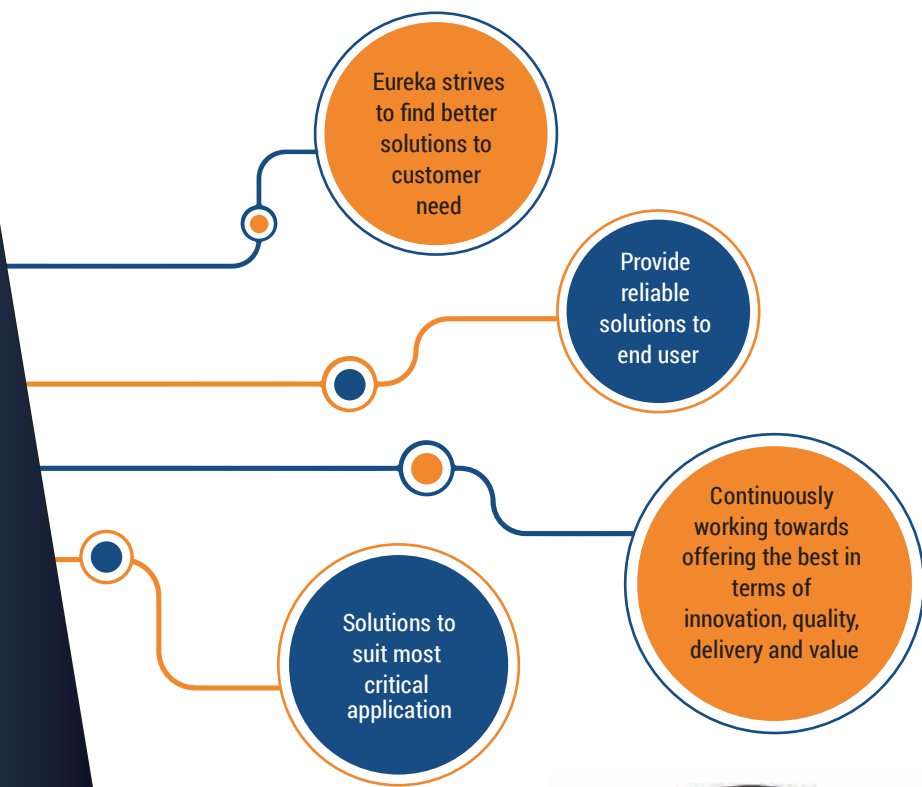 Eureka strives
to find better
solutions to
customer
need
Provide
reliable
solutions to
end user
Continuously
working towards
offering the best in
terms of
innovation, quality,
delivery and value
Solutions to
suit most
critical
application